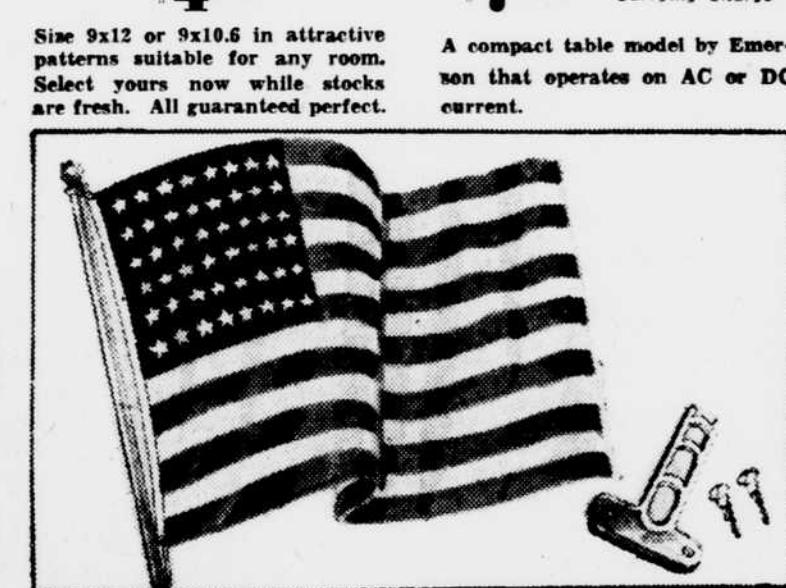 Size 9x12 or 9x10.6 in attractive
patterns suitable for any room.
Select yours now while stocks
are fresh. All guaranteed perfect.
A compact table model by Emer-
son that operates on AC or DC
current.